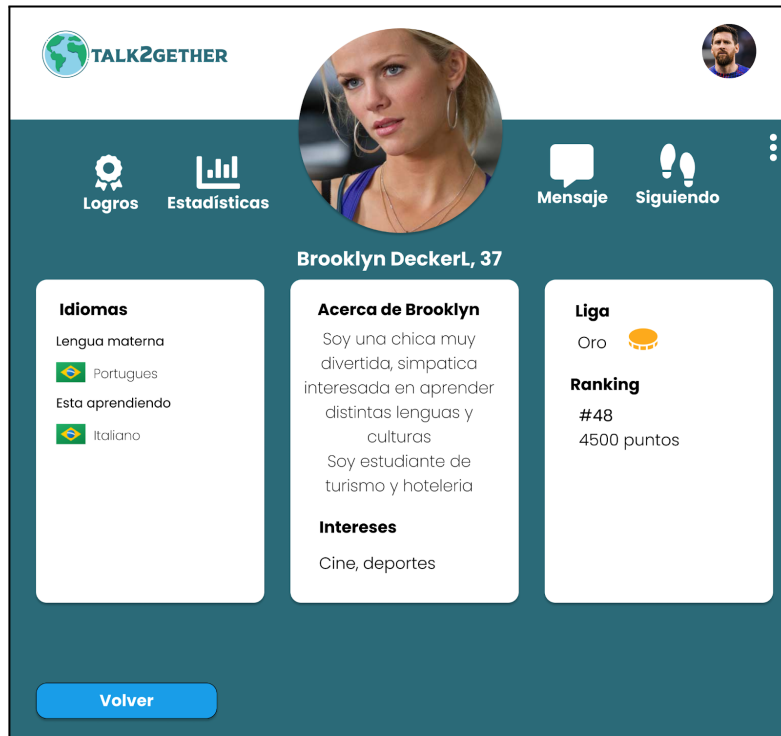 TALK2GETHER
Logros
Estadísticas
Mensaje
Siguiendo
Brooklyn DeckerL, 37
Idiomas
Lengua materna
Portugues
Esta aprendiendo
Italiano
Acerca de Brooklyn
Soy una chica muy
divertida, simpatica
interesada en aprender
distintas lenguas y
culturas
Soy estudiante de
turismo y hoteleria
Intereses
Cine, deportes
Liga
Oro
Ranking
#48
4500 puntos
Volver